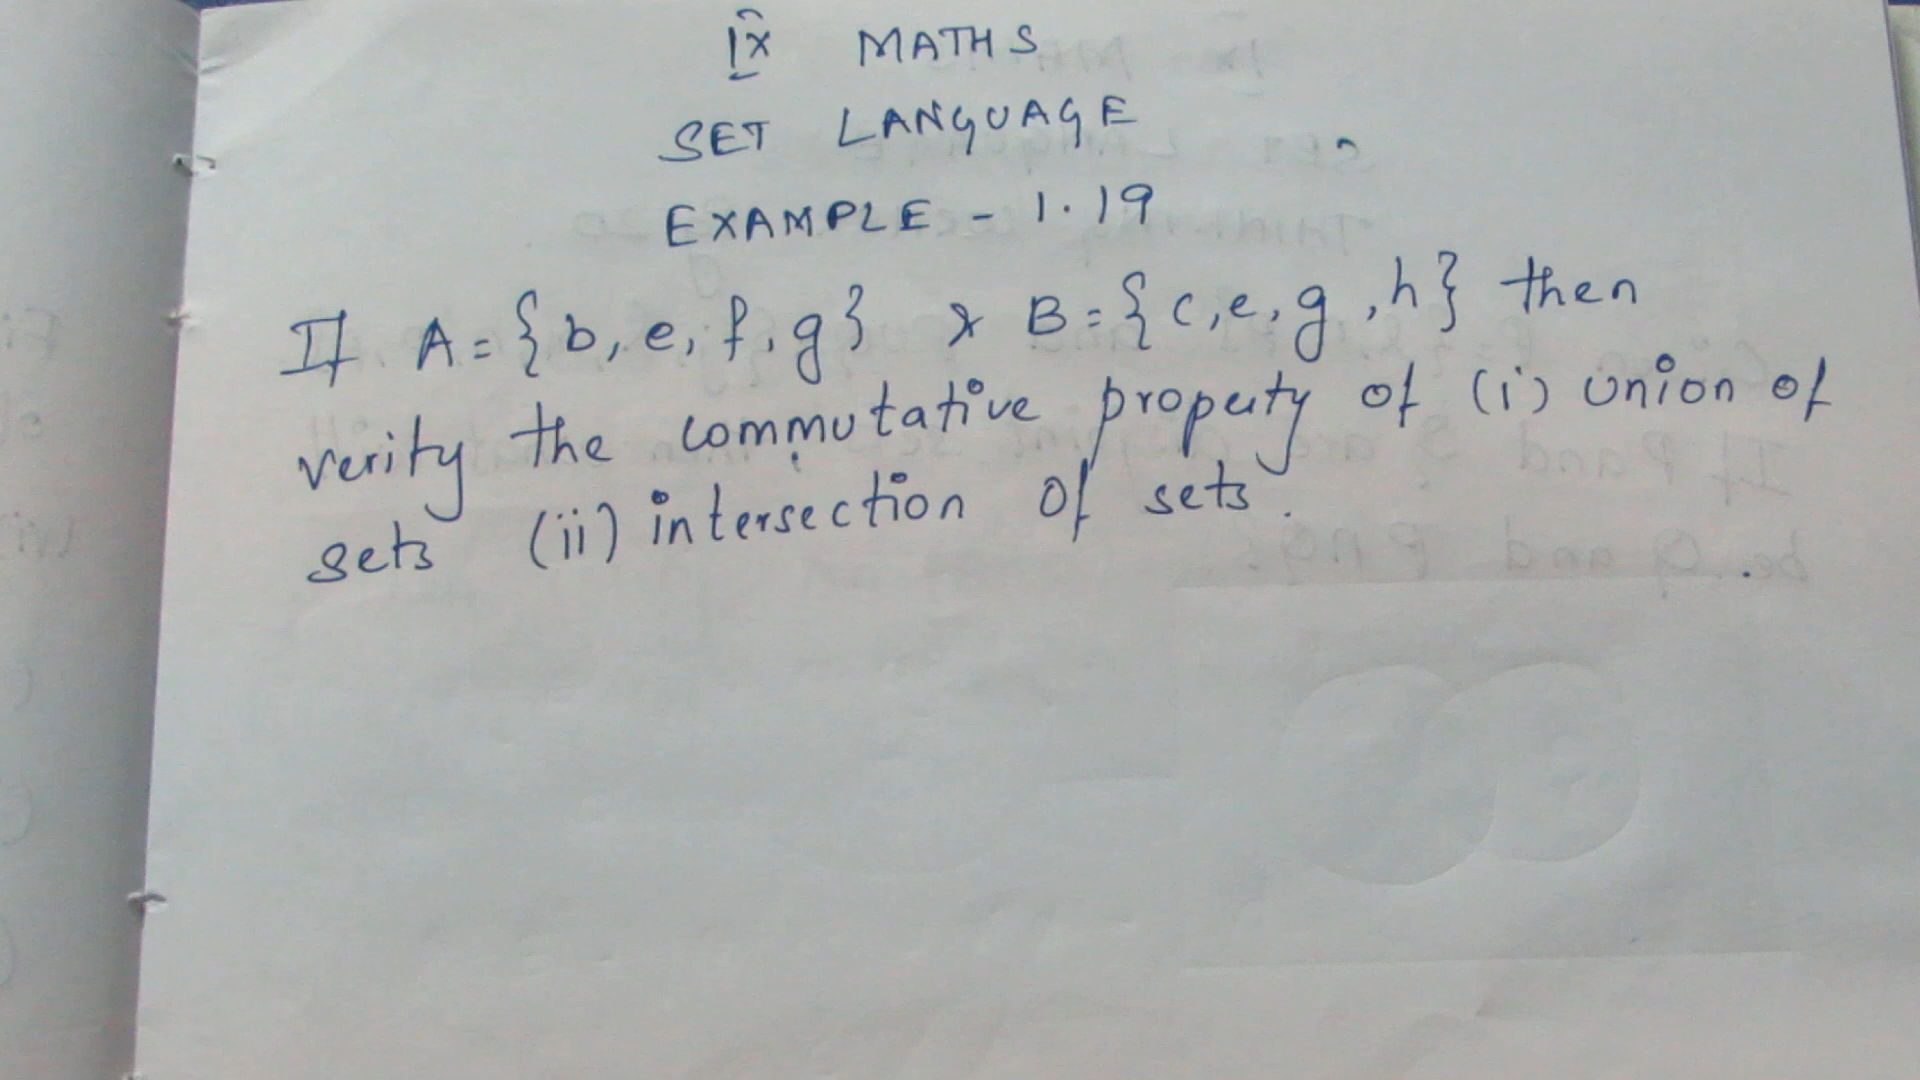 IX MATHS
SET LANGUAGE
EXAMPLE - 1.19
If A = {b, e, f, g} & B = {c, e, g, h} then
verify the commutative property of (i) union of
sets (ii) intersection of sets.